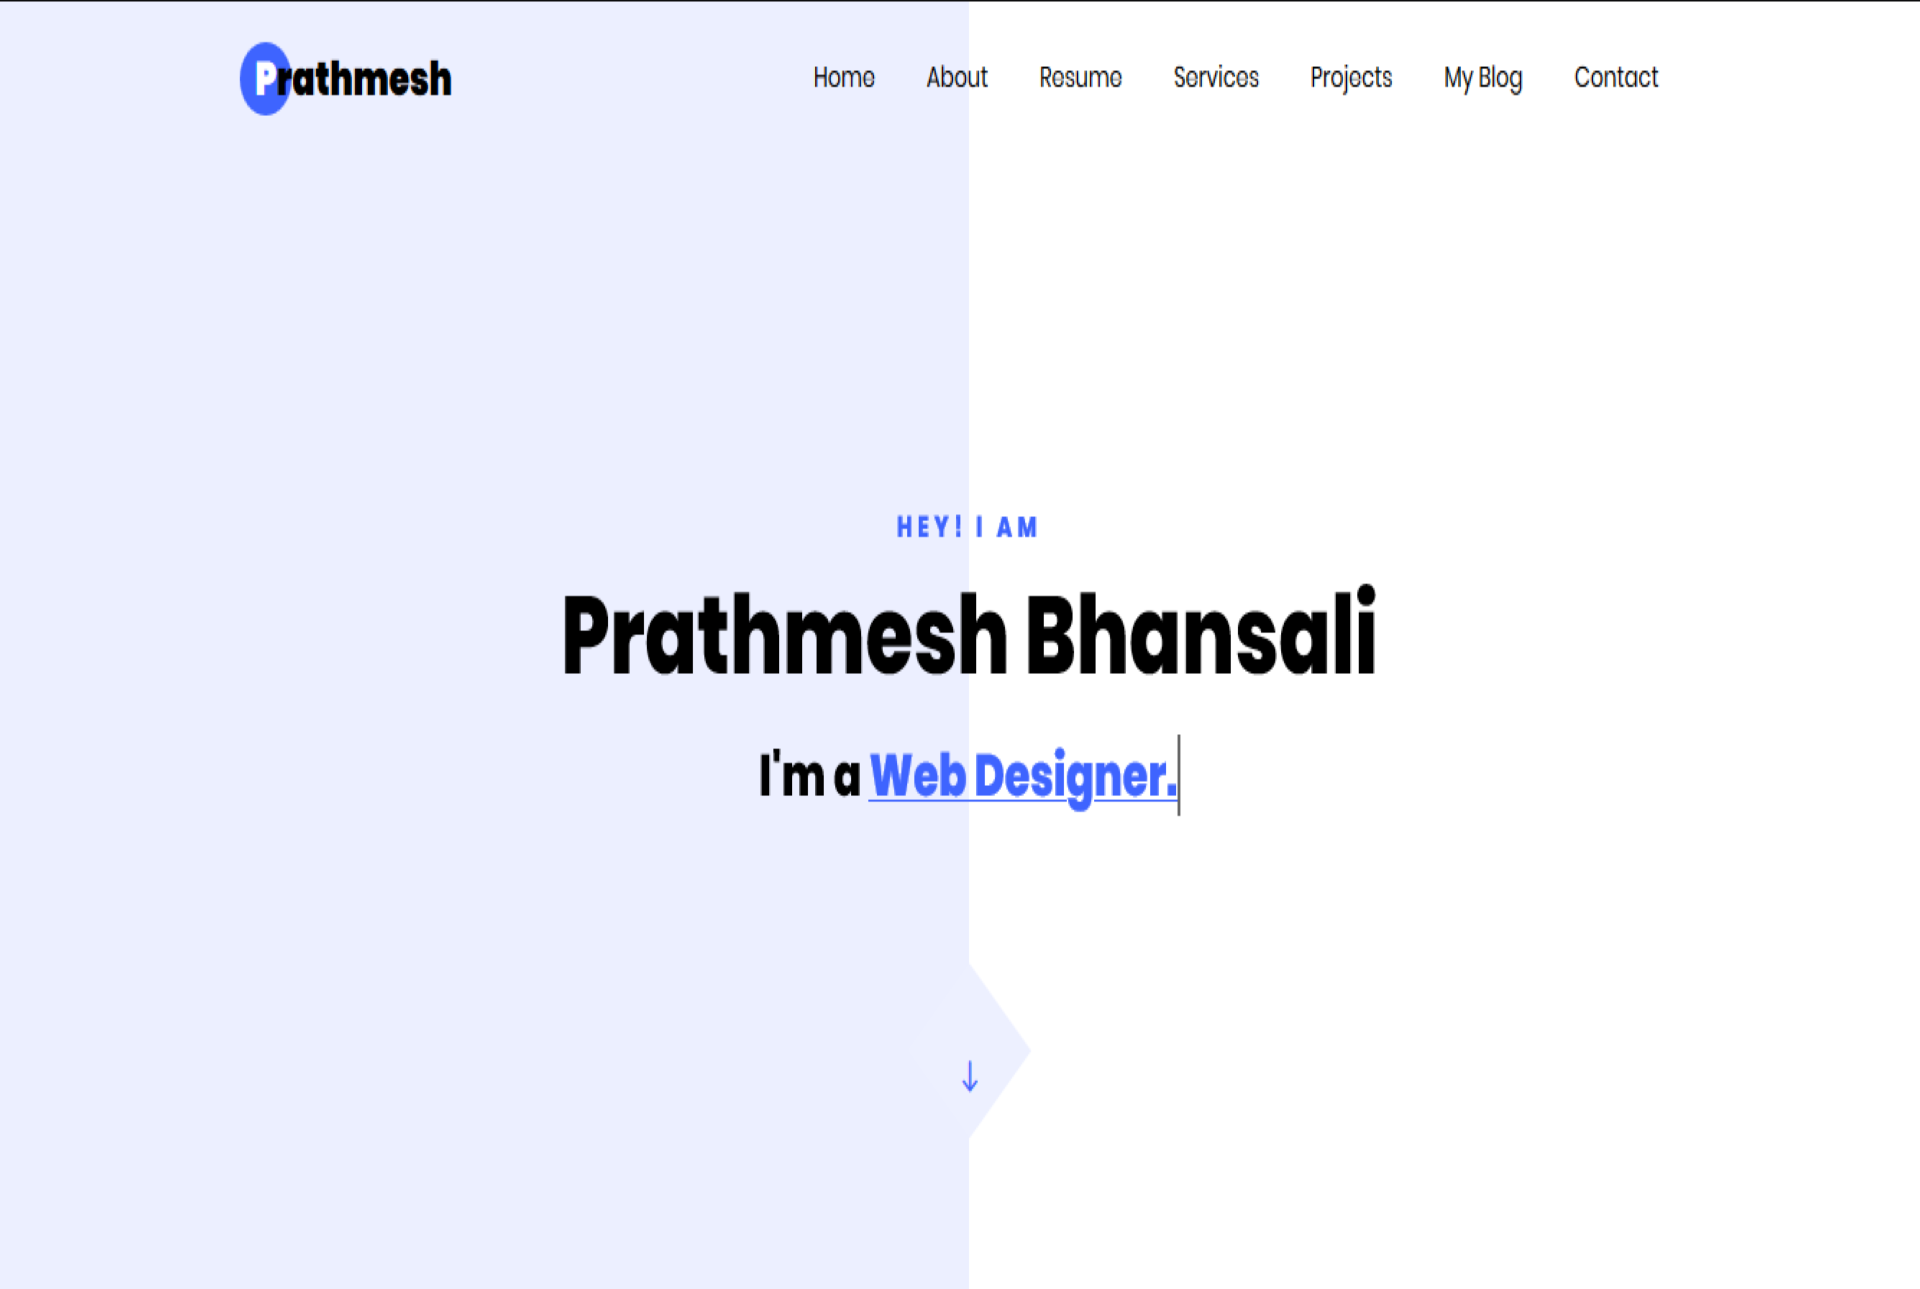 Prathmesh
Home About Resume Services Projects My Blog Contact
HEY! I AM
Prathmesh Bhansali
I'm a Web Designer.